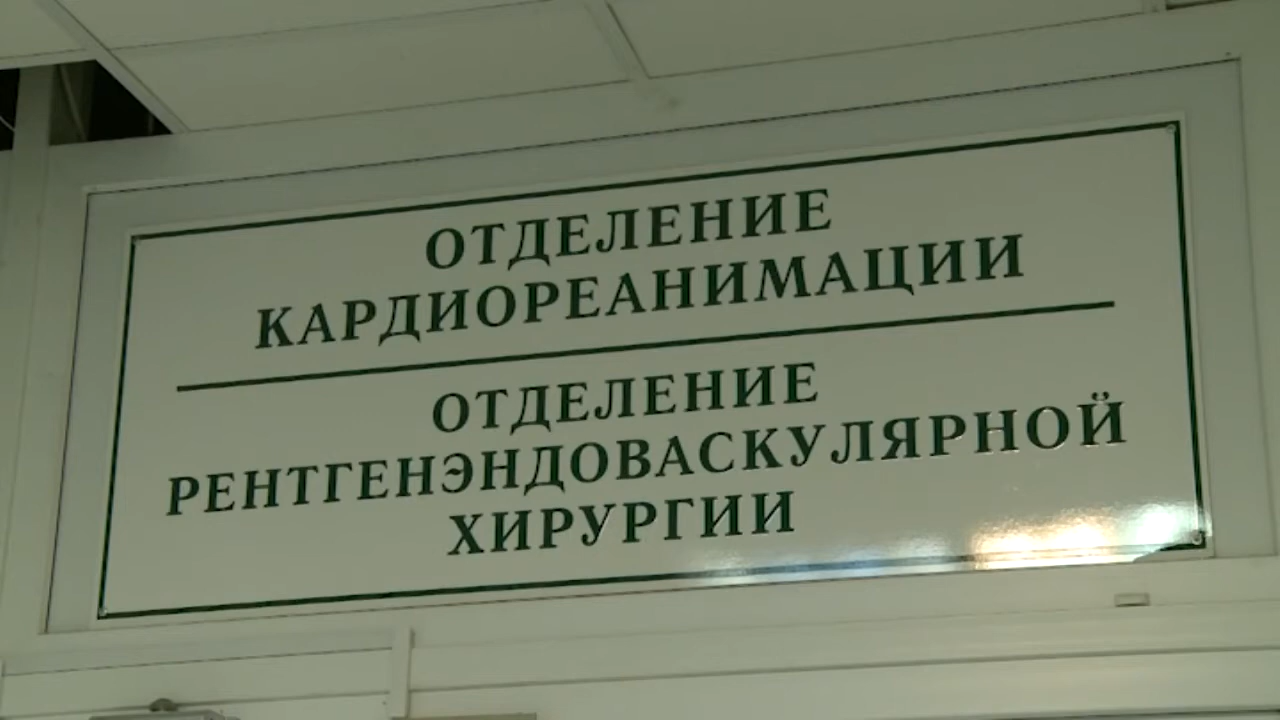 ОТДЕЛЕНИЕ
КАРДИОРЕАНИМАЦИИ
ОТДЕЛЕНИЕ
РЕНТГЕНЭНДОВАСКУЛЯРНОЙ
ХИРУРГИИ